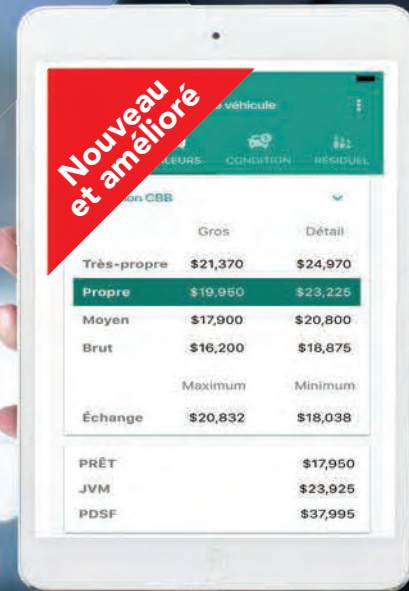 Nouveau
et amélioré
véhicule
CONDITION RÉSIDUEL
CBB
Gros Détail
Très-propre $21,370 $24,970
Propre $19,950 $23,225
Moyen $17,900 $20,800
Brut $16,200 $18,875
Maximum Minimum
Échange $20,832 $18,038
PRÊT $17,950
JVM $23,925
PDSF $37,995